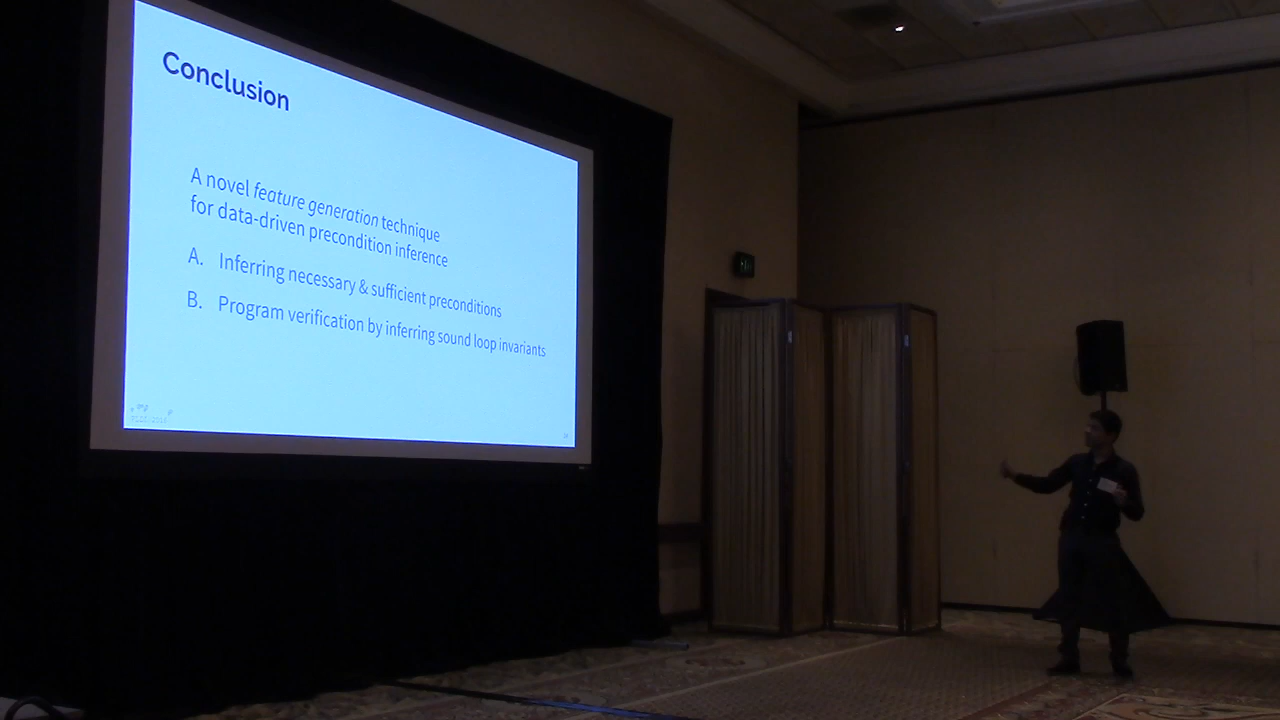 Conclusion
A novel feature generation technique
for data-driven precondition inference
A. Inferring necessary & sufficient preconditions
B. Program verification by inferring sound loop invariants